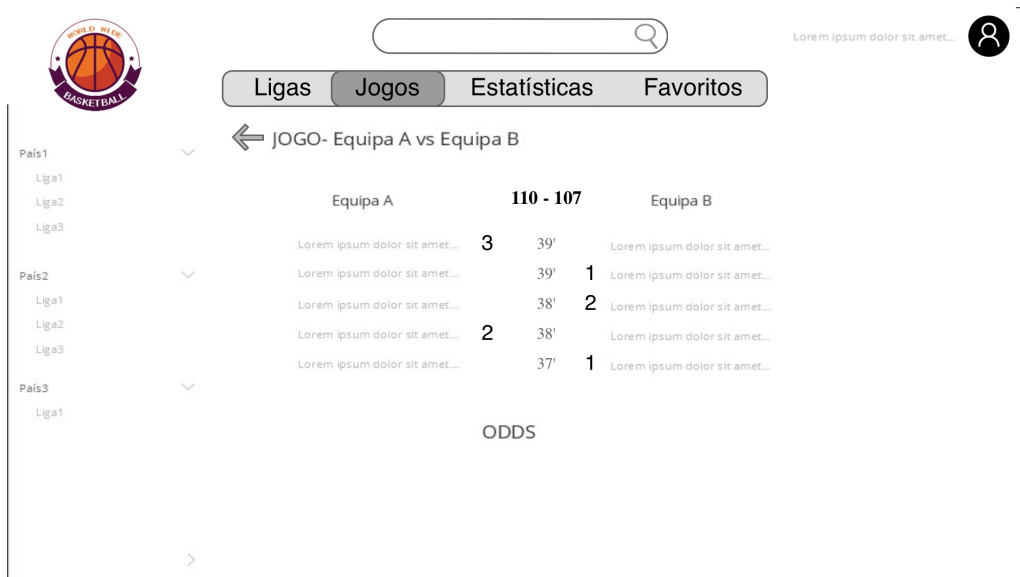 WORLD WIDE
BASKETBALL
Lorem ipsum dolor sit amet...
Ligas Jogos Estatísticas Favoritos
JOGO- Equipa A vs Equipa B
País1
Liga1
Liga2
Liga3
País2
Liga1
Liga2
Liga3
País3
Liga1
Equipa A 110 - 107 Equipa B
Lorem ipsum dolor sit amet... 3 39' Lorem ipsum dolor sit amet...
Lorem ipsum dolor sit amet... 39' 1 Lorem ipsum dolor sit amet...
Lorem ipsum dolor sit amet... 38' 2 Lorem ipsum dolor sit amet...
Lorem ipsum dolor sit amet... 2 38' Lorem ipsum dolor sit amet...
Lorem ipsum dolor sit amet... 37' 1 Lorem ipsum dolor sit amet...
ODDS